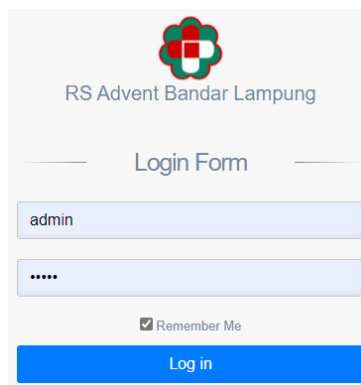 RS Advent Bandar Lampung
Login Form
admin
•••••
Remember Me
Log in